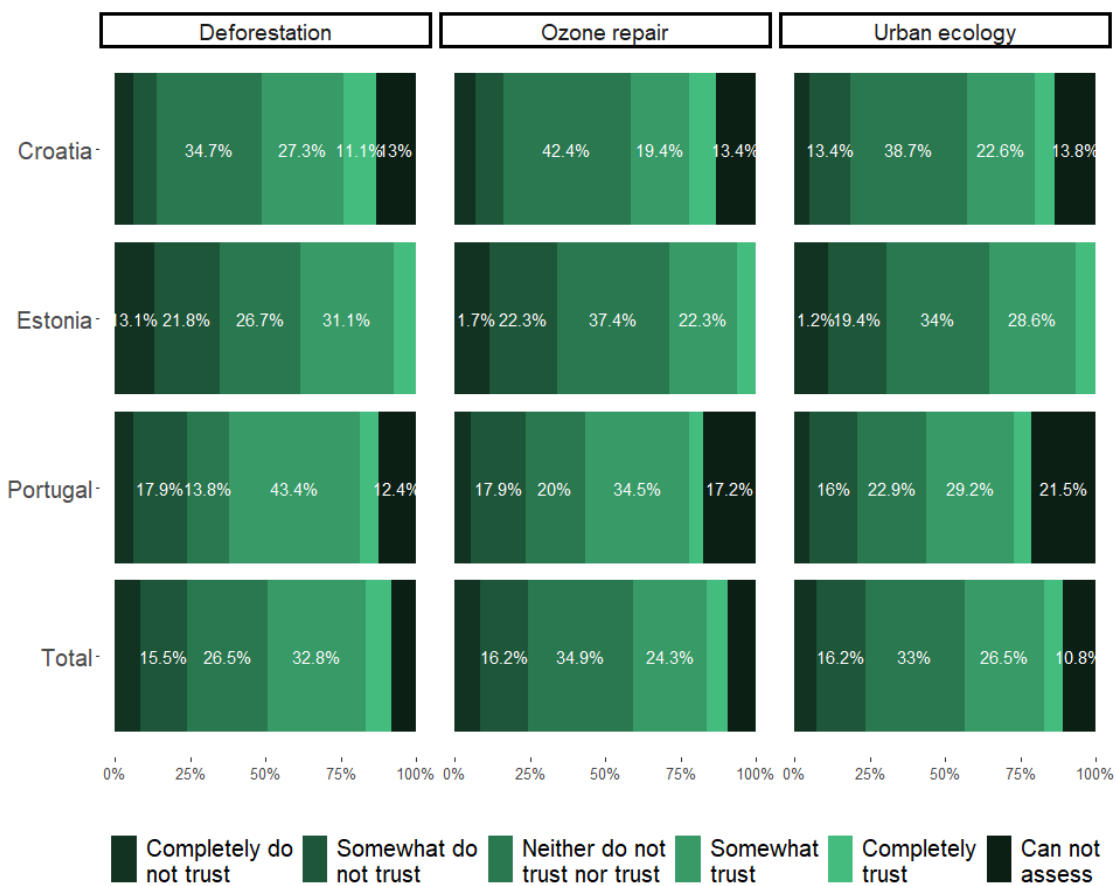 Deforestation Ozone repair Urban ecology
Croatia 34.7% 27.3% 11.1% 13% 42.4% 19.4% 13.4% 13.4% 38.7% 22.6% 13.8%
Estonia 13.1% 21.8% 26.7% 31.1% 1.7% 22.3% 37.4% 22.3% 1.2% 19.4% 34% 28.6%
Portugal 17.9% 13.8% 43.4% 12.4% 17.9% 20% 34.5% 17.2% 16% 22.9% 29.2% 21.5%
Total 15.5% 26.5% 32.8% 16.2% 34.9% 24.3% 16.2% 33% 26.5% 10.8%
0% 25% 50% 75% 100% 0% 25% 50% 75% 100% 0% 25% 50% 75% 100%
Completely do not trust
Somewhat do not trust
Neither do not trust nor trust
Somewhat trust
Completely trust
Can not assess